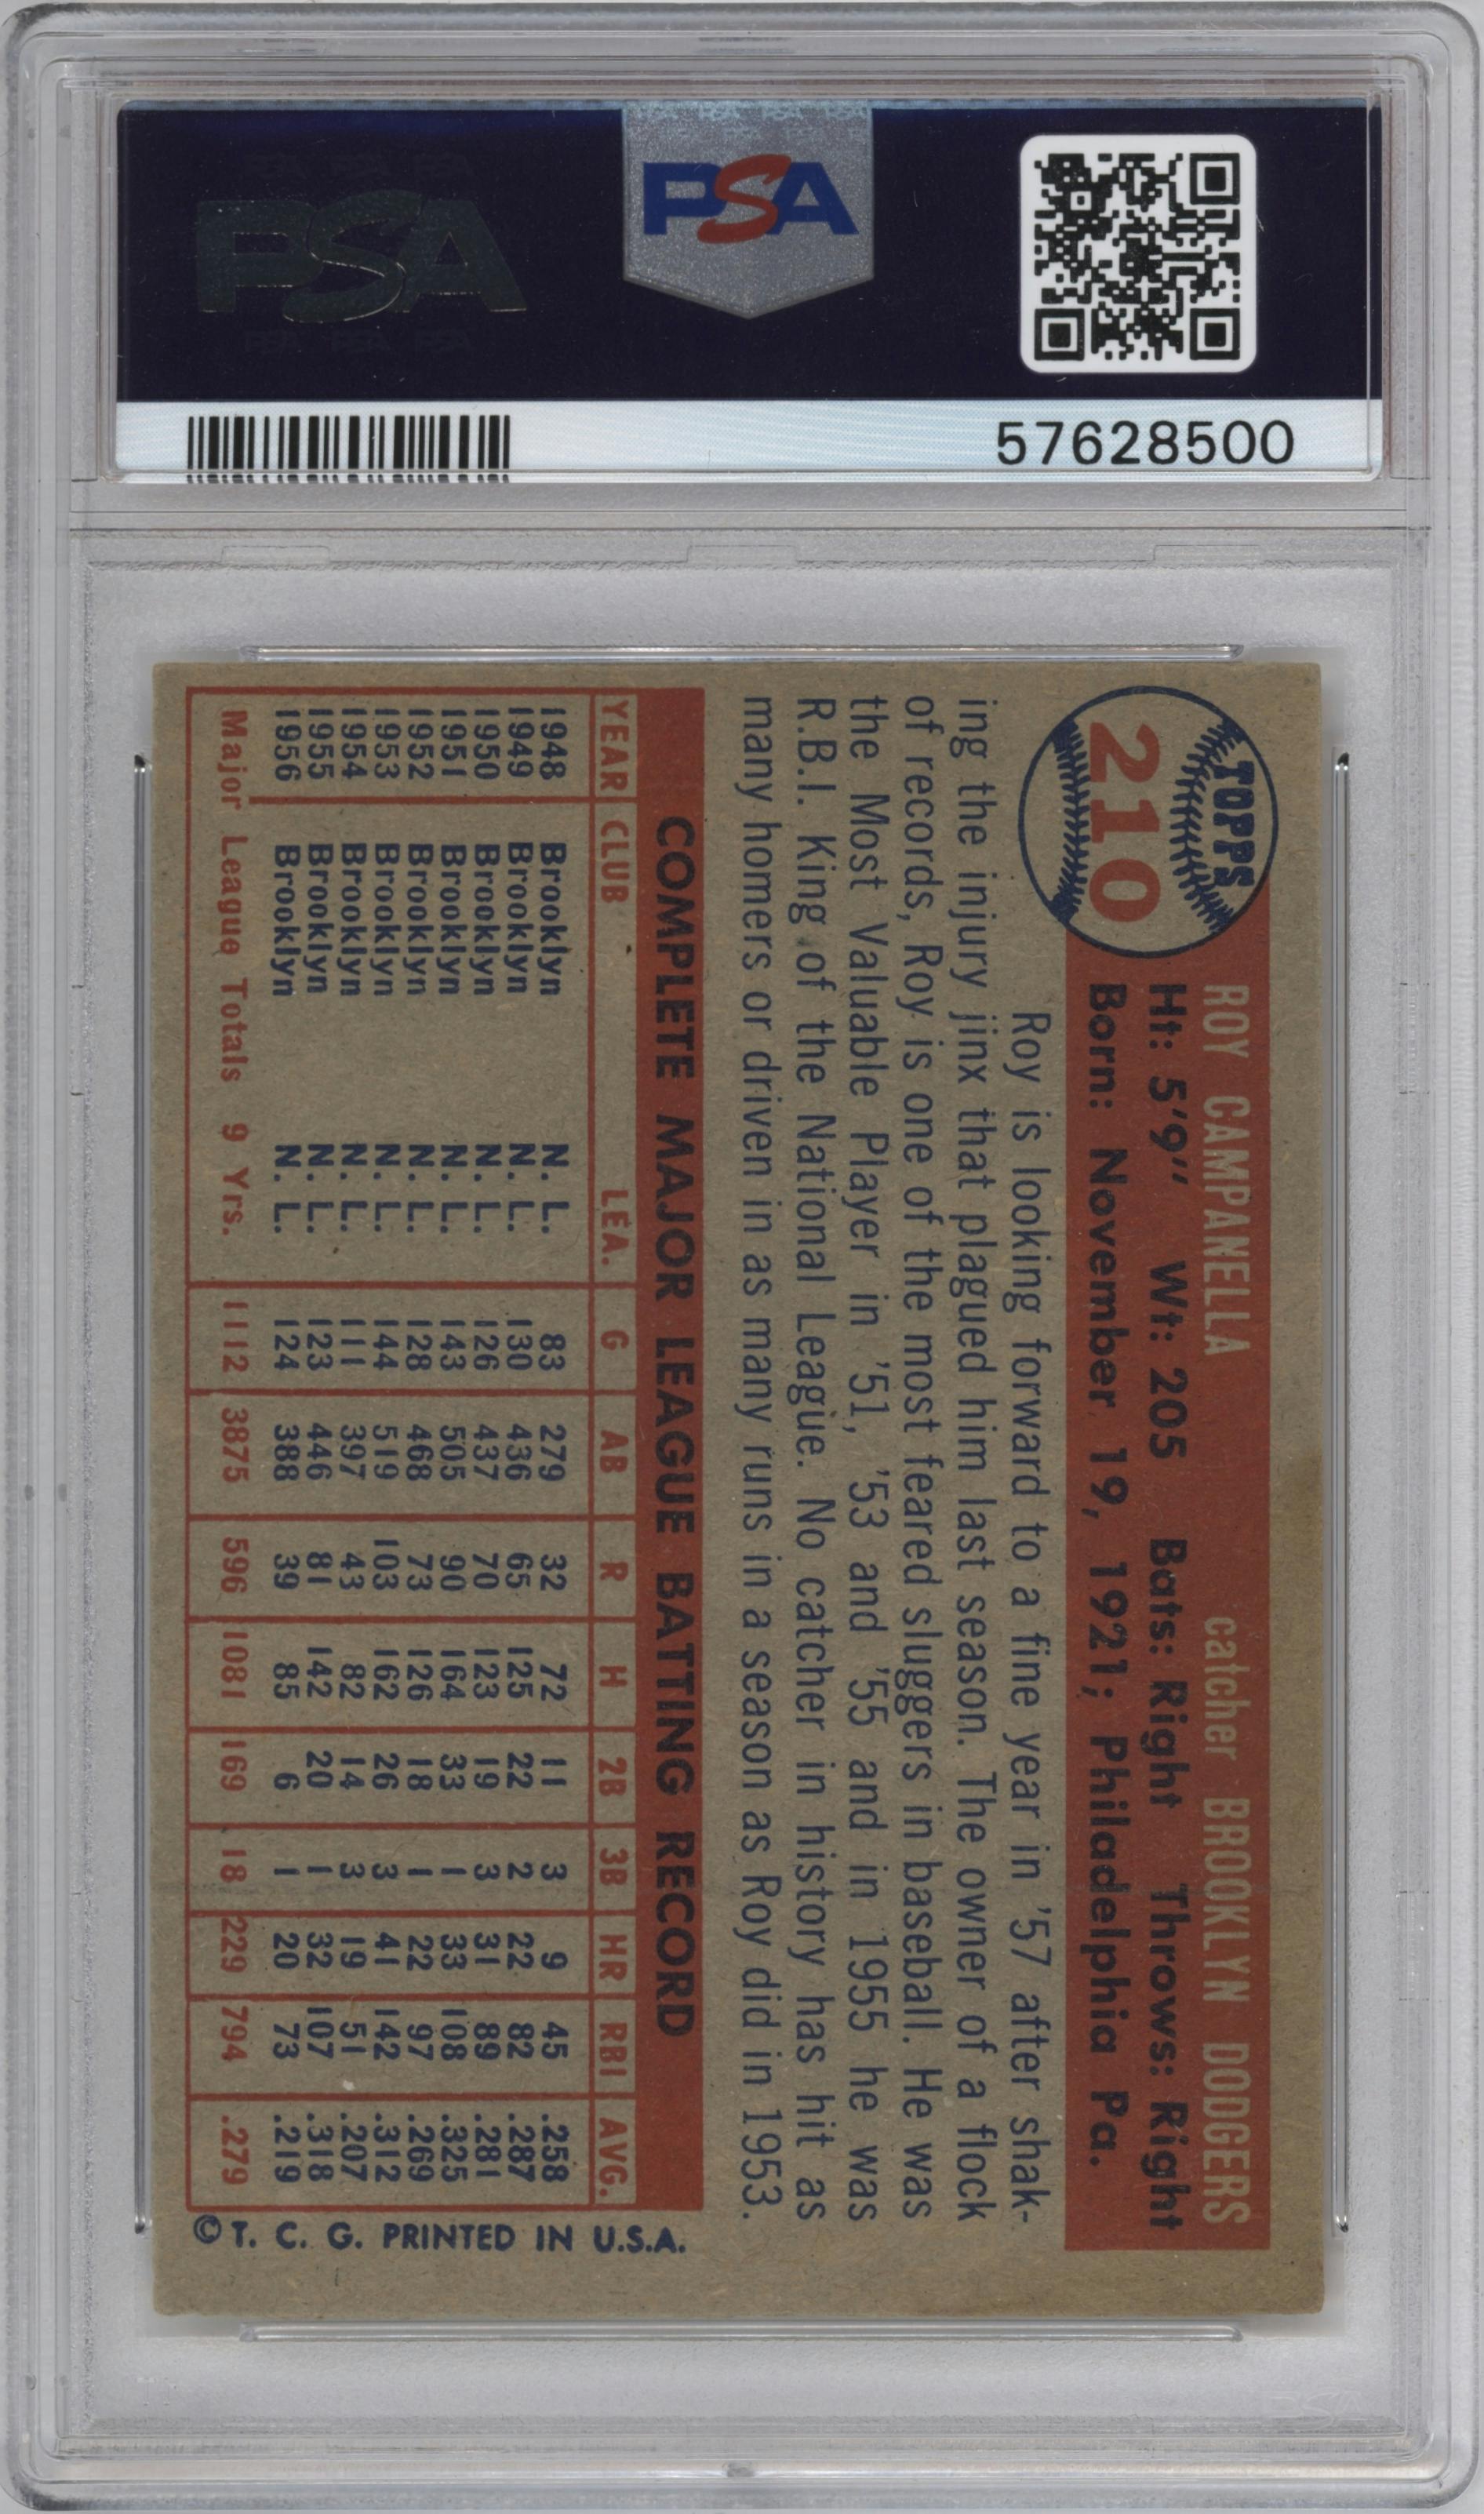 PSA
PSA
57628500
TOPPS
210
ROY CAMPANELLA catcher BROOKLYN DODGERS
Ht: 5'9" Wt: 205 Bats: Right Throws: Right
Born: November 19, 1921; Philadelphia Pa.
Roy is looking forward to a fine year in '57 after shak-
ing the injury jinx that plagued him last season. The owner of a flock
of records, Roy is one of the most feared sluggers in baseball. He was
the Most Valuable Player in '51, '53 and '55 and in 1955 he was
R.B.I. King of the National League. No catcher in history has hit as
many homers or driven in as many runs in a season as Roy did in 1953.
COMPLETE MAJOR LEAGUE BATTING RECORD
YEAR CLUB LEA. G AB R H 2B 3B HR RBI AVG.
1948 Brooklyn N. L. 83 279 32 72 11 3 9 45 .258
1949 Brooklyn N. L. 130 436 65 125 22 2 22 82 .287
1950 Brooklyn N. L. 126 437 70 123 19 3 31 89 .281
1951 Brooklyn N. L. 143 505 90 164 33 1 33 108 .325
1952 Brooklyn N. L. 128 468 73 126 18 1 22 97 .269
1953 Brooklyn N. L. 144 519 103 162 26 3 41 142 .312
1954 Brooklyn N. L. 111 397 43 82 14 3 19 51 .207
1955 Brooklyn N. L. 123 446 81 142 20 1 32 107 .318
1956 Brooklyn N. L. 124 388 39 85 6 1 20 73 .219
Major League Totals 9 Yrs. 1112 3875 596 1081 169 18 229 794 .279
© T. C. G. PRINTED IN U.S.A.